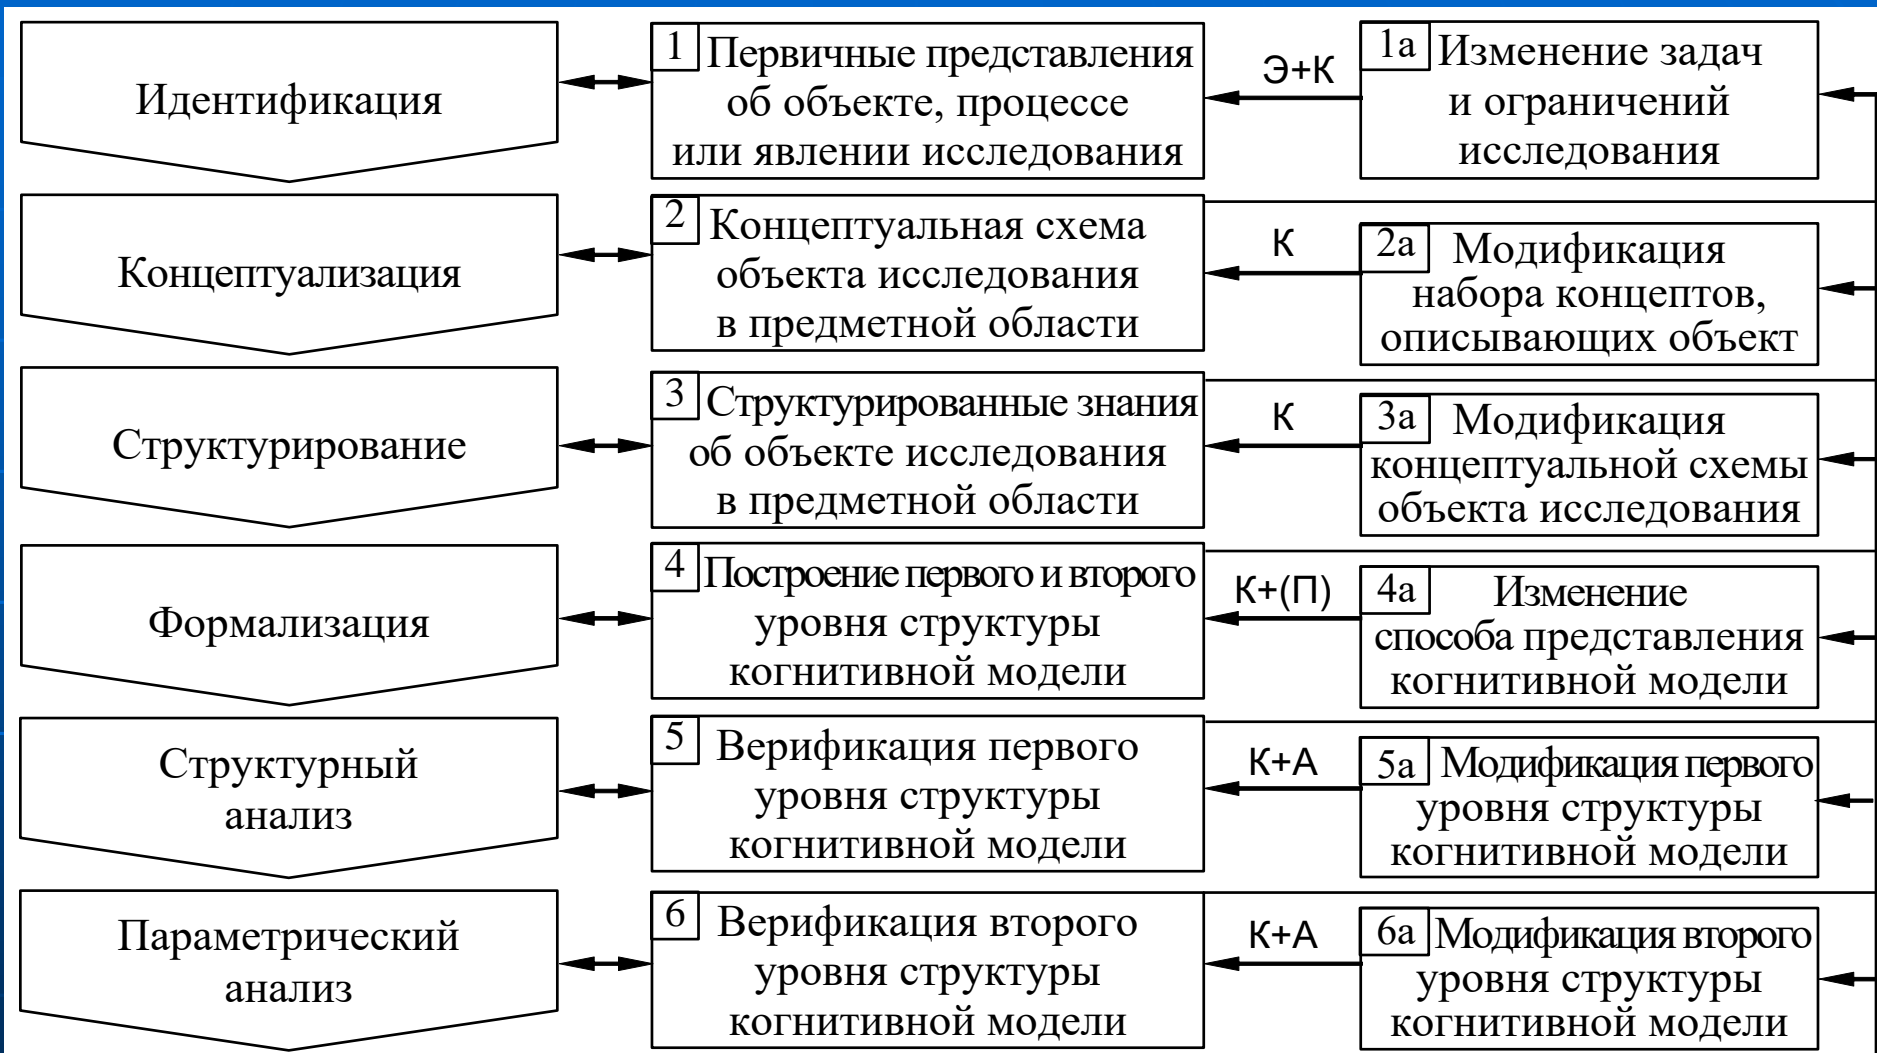 Идентификация
1 Первичные представления
об объекте, процессе
или явлении исследования
Э+К
1а Изменение задач
и ограничений
исследования
Концептуализация
2 Концептуальная схема
объекта исследования
в предметной области
К
2а Модификация
набора концептов,
описывающих объект
Структурирование
3 Структурированные знания
об объекте исследования
в предметной области
К
3а Модификация
концептуальной схемы
объекта исследования
Формализация
4 Построение первого и второго
уровня структуры
когнитивной модели
К+(П)
4а Изменение
способа представления
когнитивной модели
Структурный
анализ
5 Верификация первого
уровня структуры
когнитивной модели
К+А
5а Модификация первого
уровня структуры
когнитивной модели
Параметрический
анализ
6 Верификация второго
уровня структуры
когнитивной модели
К+А
6а Модификация второго
уровня структуры
когнитивной модели